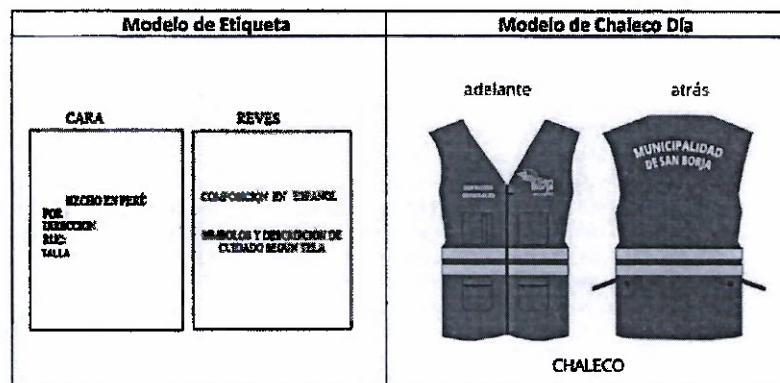 Modelo de Etiqueta
CARA
REVES
HECHO EN PERÚ
POR
DIRECCION
RUC:
TALLA
COMPOSICION EN ESPAÑOL
SIMBOLOS Y DESCRIPCION DE
CUIDADO SEGUN TELA
Modelo de Chaleco Día
adelante
atrás
MUNICIPALIDAD
DE SAN BORJA
CHALECO